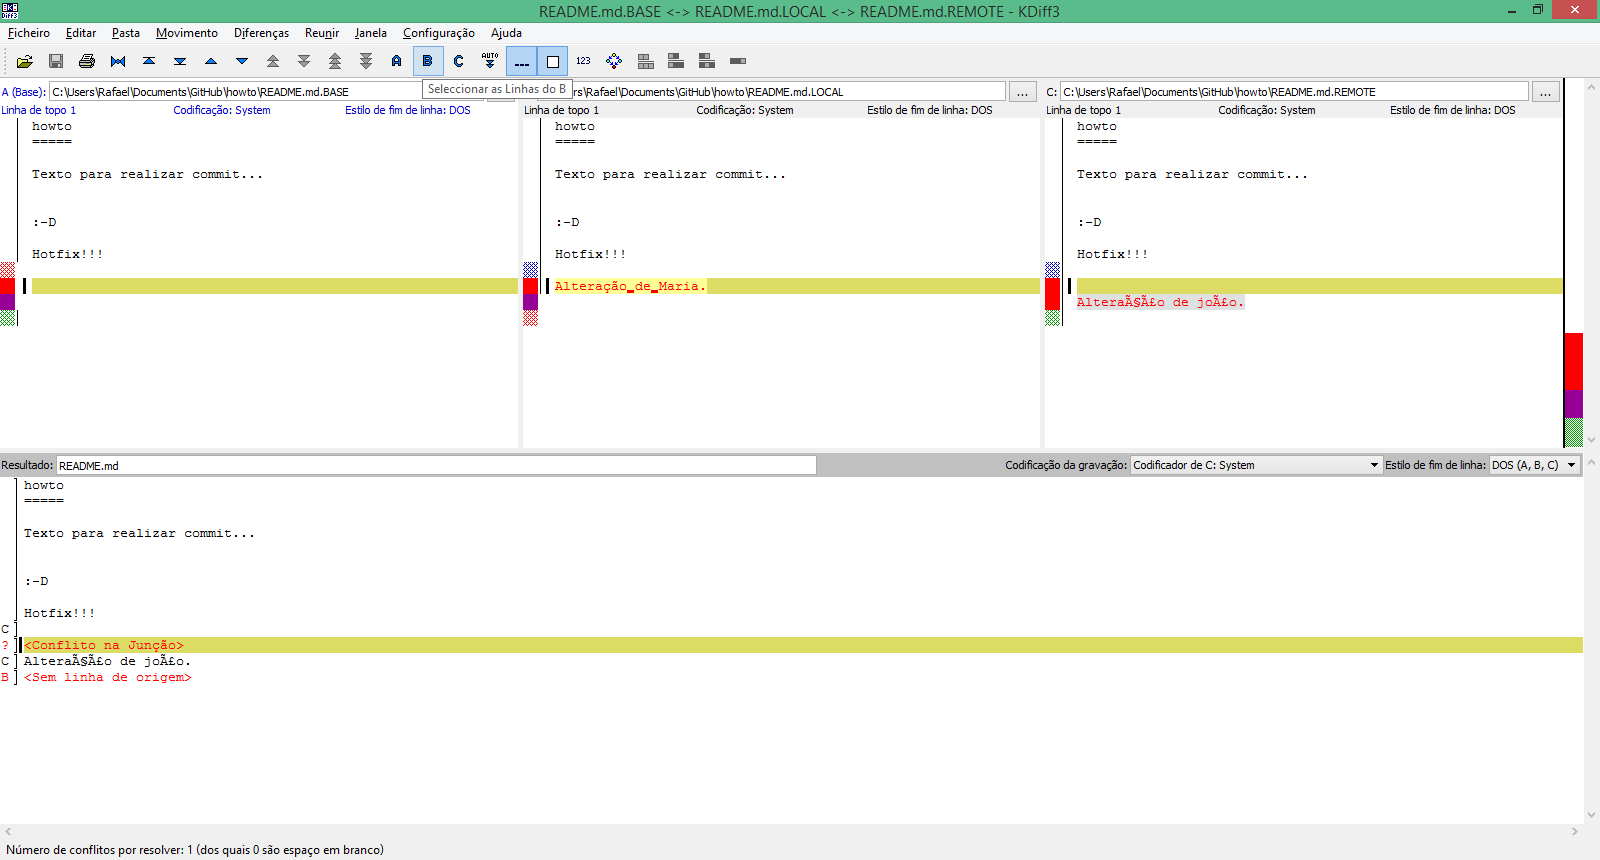 README.md.BASE <-> README.md.LOCAL <-> README.md.REMOTE - KDiff3
Ficheiro Editar Pasta Movimento Diferenças Reunir Janela Configuração Ajuda
A B C AUTO 123
Seleccionar as Linhas do B
A (Base): C:\Users\Rafael\Documents\GitHub\howto\README.md.BASE
Linha de topo 1 Codificação: System Estilo de fim de linha: DOS
howto
=====
Texto para realizar commit...
:-D
Hotfix!!!
rs\Rafael\Documents\GitHub\howto\README.md.LOCAL ...
Linha de topo 1 Codificação: System Estilo de fim de linha: DOS
howto
=====
Texto para realizar commit...
:-D
Hotfix!!!
Alteração_de_Maria.
C: C:\Users\Rafael\Documents\GitHub\howto\README.md.REMOTE ...
Linha de topo 1 Codificação: System Estilo de fim de linha: DOS
howto
=====
Texto para realizar commit...
:-D
Hotfix!!!
AlteraÃ§Ã£o de joÃ£o.
Resultado: README.md Codificação da gravação: Codificador de C: System Estilo de fim de linha: DOS (A, B, C)
howto
=====
Texto para realizar commit...
:-D
Hotfix!!!
C
? <Conflito na Junção>
C AlteraÃ§Ã£o de joÃ£o.
B <Sem linha de origem>
Número de conflitos por resolver: 1 (dos quais 0 são espaço em branco)